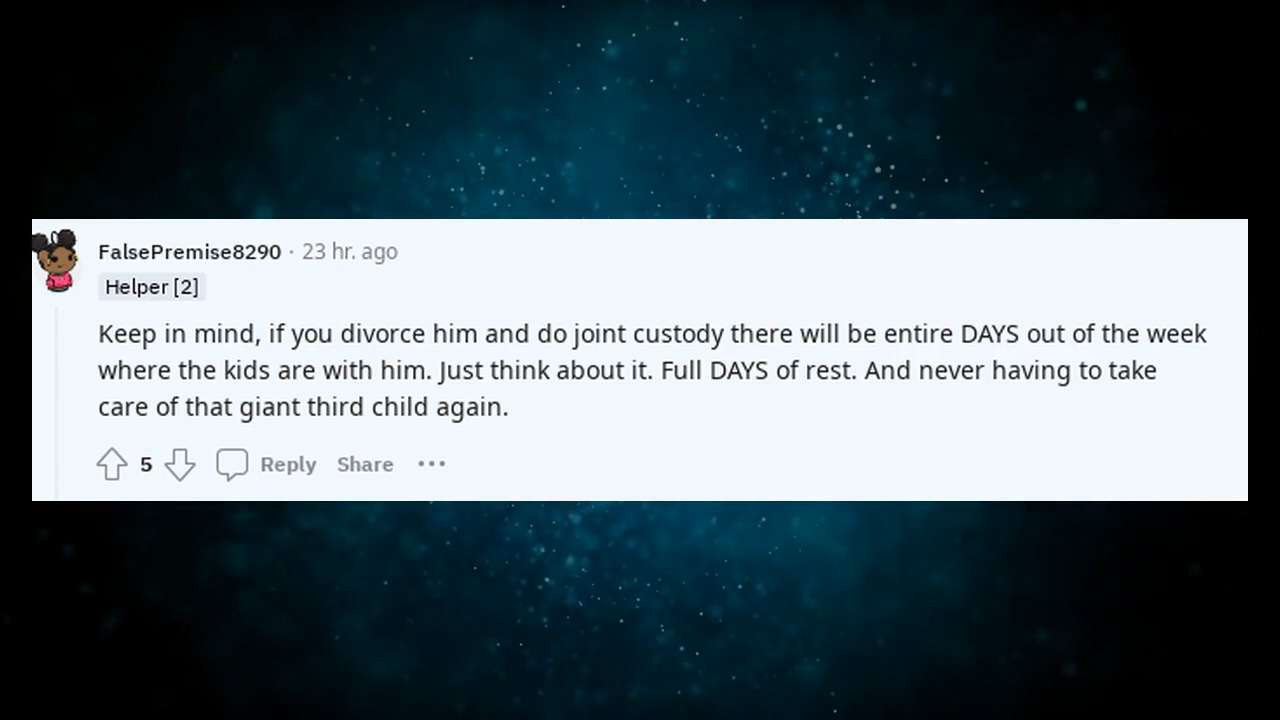 FalsePremise8290 · 23 hr. ago
Helper [2]
Keep in mind, if you divorce him and do joint custody there will be entire DAYS out of the week
where the kids are with him. Just think about it. Full DAYS of rest. And never having to take
care of that giant third child again.
5 Reply Share ···